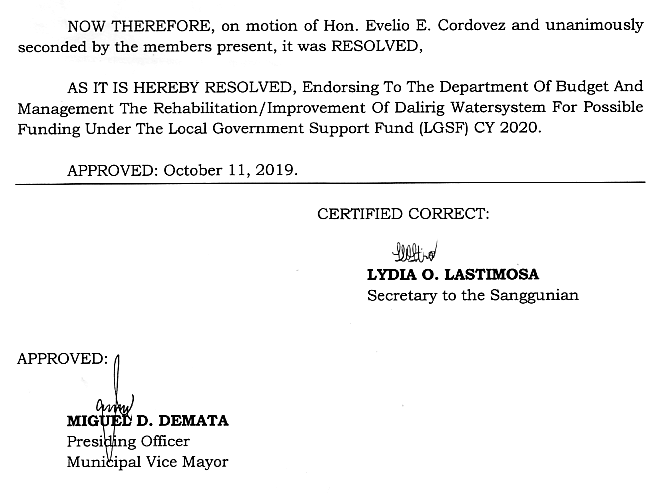 NOW THEREFORE, on motion of Hon. Evelio E. Cordovez and unanimously
seconded by the members present, it was RESOLVED,
AS IT IS HEREBY RESOLVED, Endorsing To The Department Of Budget And
Management The Rehabilitation/Improvement Of Dalirig Watersystem For Possible
Funding Under The Local Government Support Fund (LGSF) CY 2020.
APPROVED: October 11, 2019.
CERTIFIED CORRECT:
LYDIA O. LASTIMOSA
Secretary to the Sanggunian
APPROVED:
MIGUEL D. DEMATA
Presiding Officer
Municipal Vice Mayor